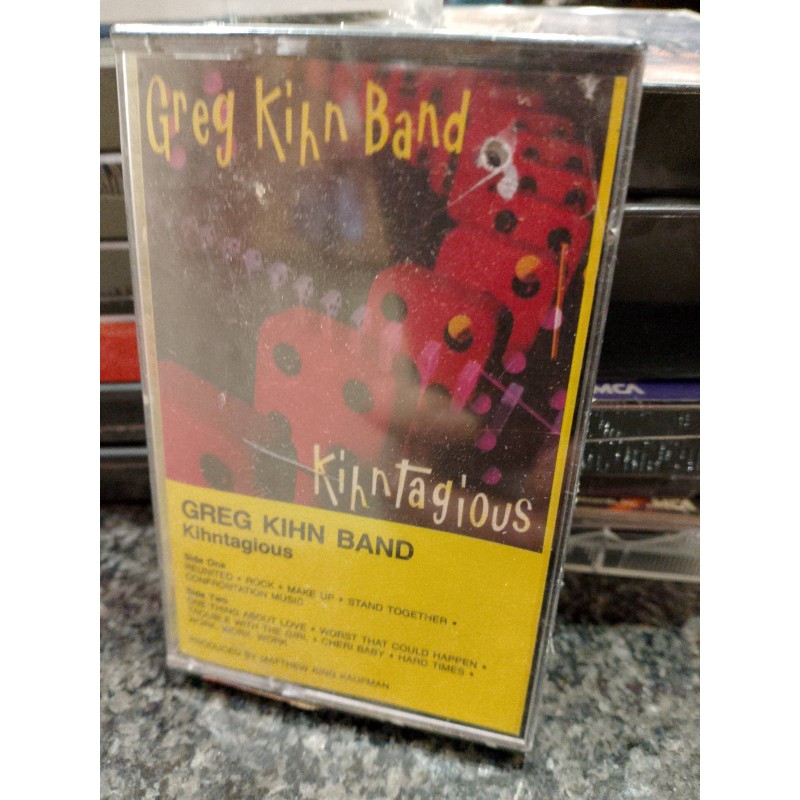 Greg Kihn Band
Kihntagious
GREG KIHN BAND
Kihntagious
Side One
REUNITED • ROCK • MAKE UP • STAND TOGETHER •
CONFRONTATION MUSIC
Side Two
ONE THING ABOUT LOVE • WORST THAT COULD HAPPEN •
TROUBLE WITH THE GIRL • CHERI BABY • HARD TIMES •
WORK, WORK, WORK
PRODUCED BY MATTHEW KING KAUFMAN
MCA
MCA